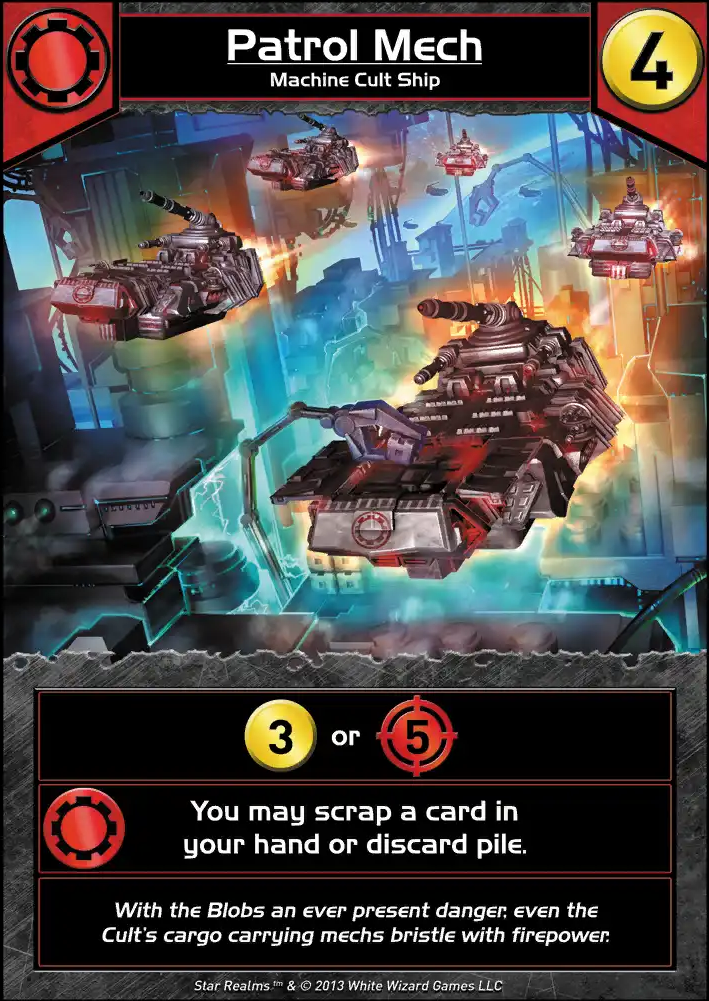 Patrol Mech
Machine Cult Ship
4
3 or 5
You may scrap a card in
your hand or discard pile.
With the Blobs an ever present danger, even the
Cult's cargo carrying mechs bristle with firepower.
Star Realms™ & © 2013 White Wizard Games LLC